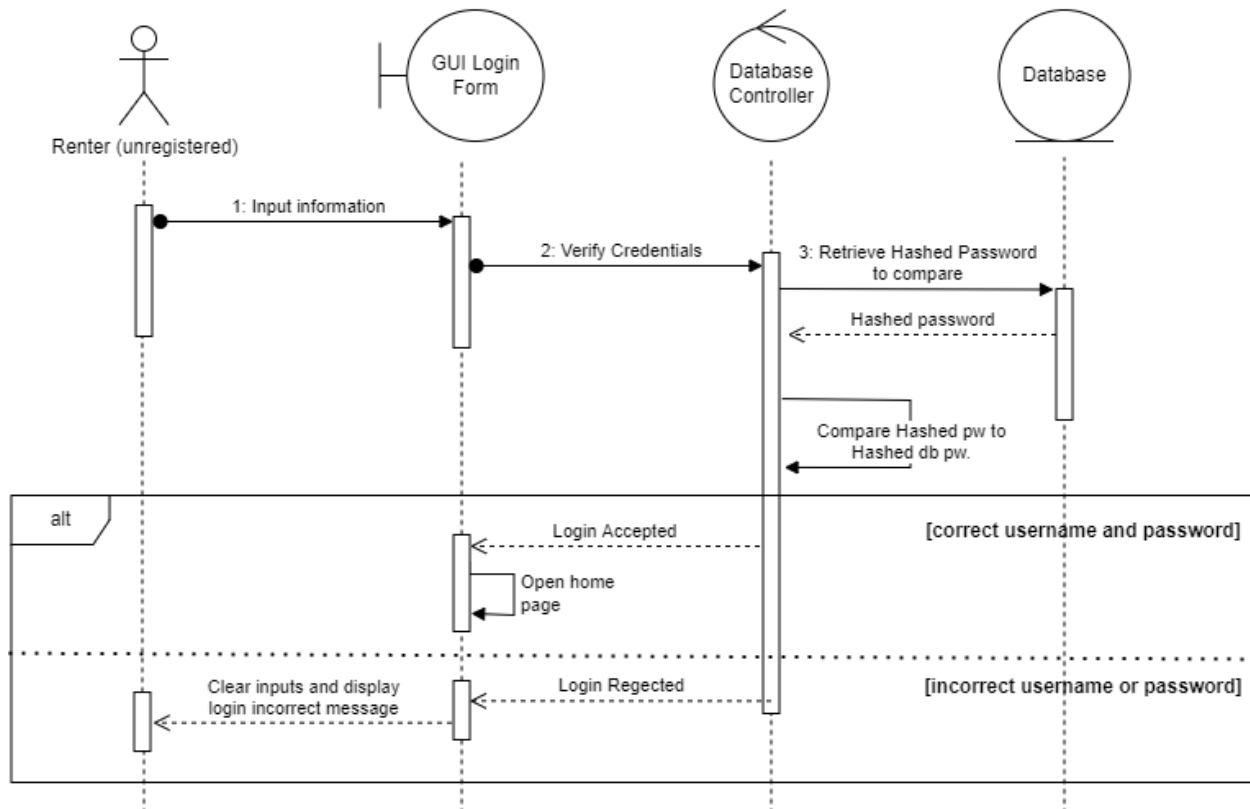 GUI Login
Form
Database
Controller
Database
Renter (unregistered)
1: Input information
2: Verify Credentials
3: Retrieve Hashed Password
to compare
Hashed password
Compare Hashed pw to
Hashed db pw.
alt
Login Accepted
[correct username and password]
Open home
page
Login Regected
[incorrect username or password]
Clear inputs and display
login incorrect message